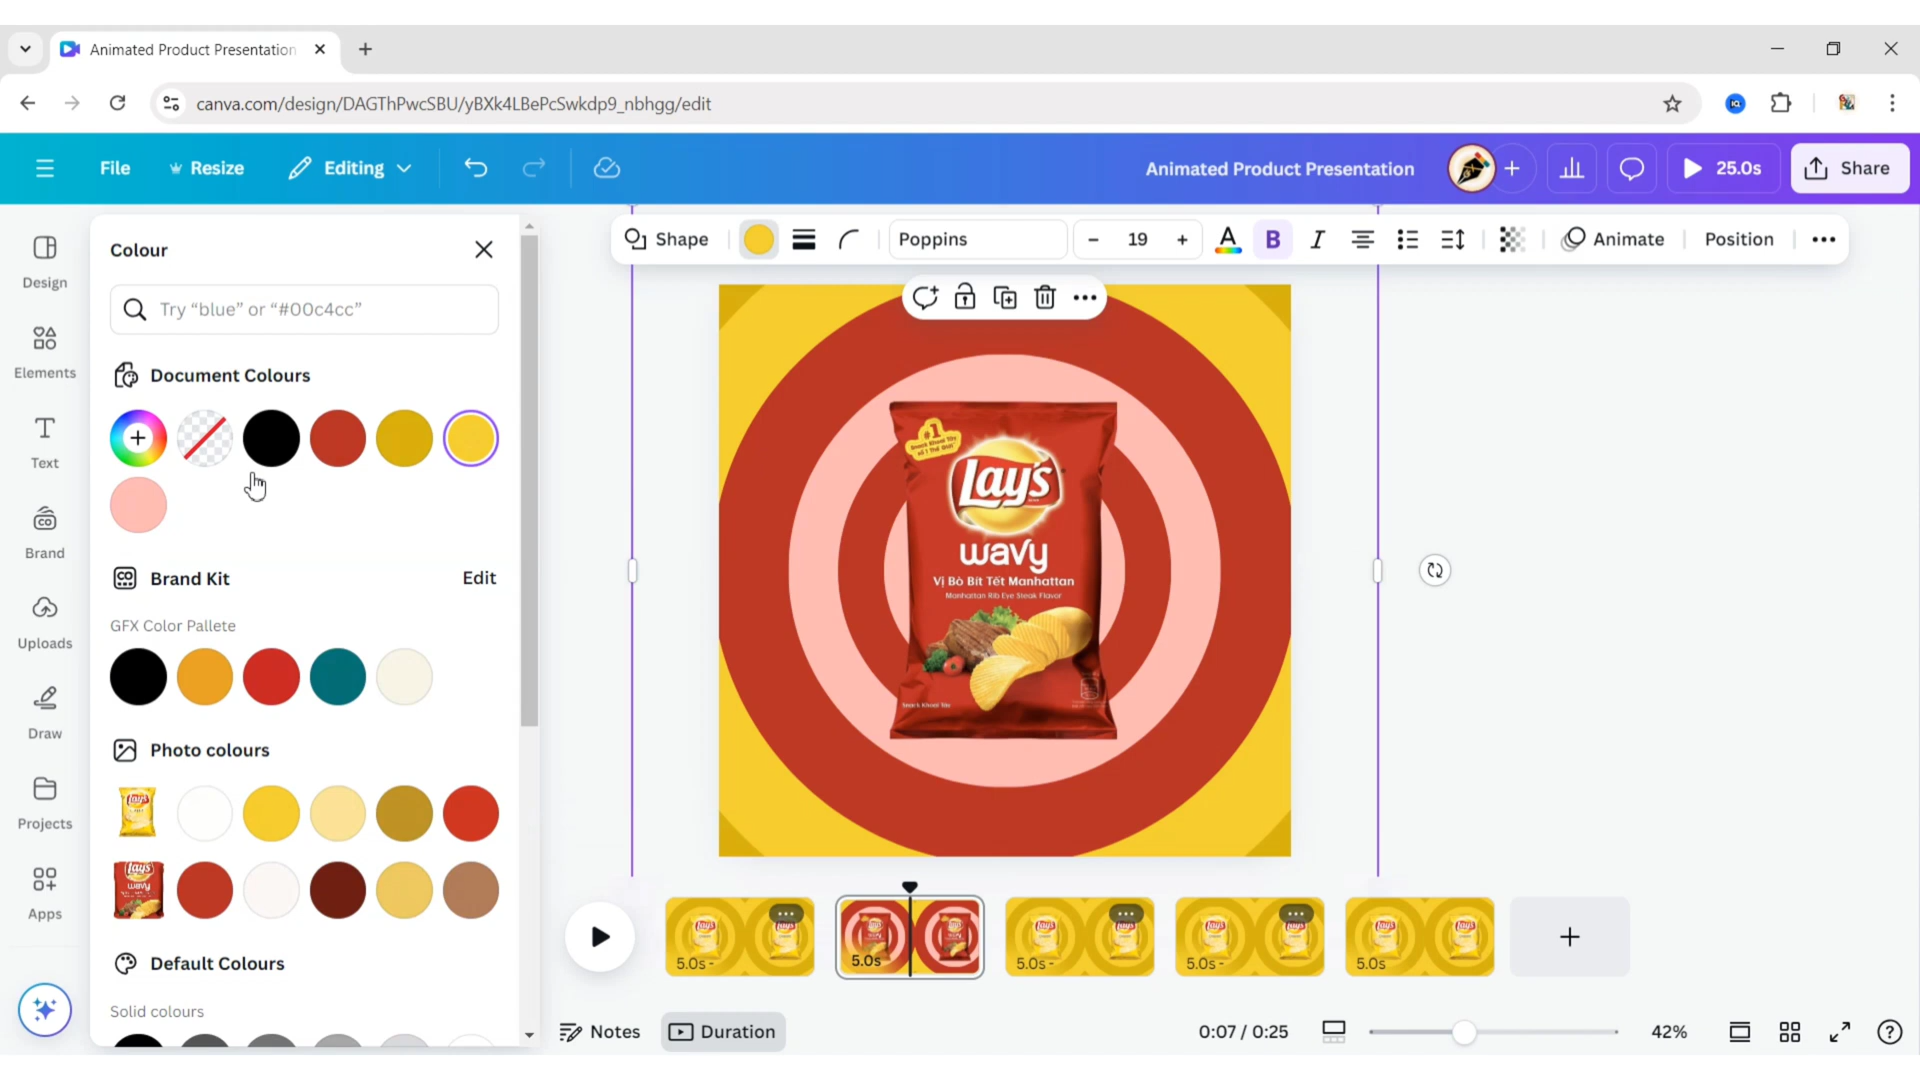 Animated Product Presentation
canva.com/design/DAGThPwcSBU/yBXk4LBePcSwkdp9_nbhgg/edit
File
Resize
Editing
Animated Product Presentation
25.0s
Share
Shape
Poppins
– 19 +
A
B
I
Animate
Position
Design
Elements
Text
Brand
Uploads
Draw
Projects
Apps
Colour
Try “blue” or “#00c4cc”
Document Colours
Brand Kit
Edit
GFX Color Pallete
Photo colours
Default Colours
Solid colours
#1
Lay's
wavy
Vị Bò Bít Tết Manhattan
Manhattan Rib Eye Steak Flavor
Snack Khoai Tây
5.0s -
5.0s
5.0s -
5.0s -
5.0s
Notes
Duration
0:07 / 0:25
42%